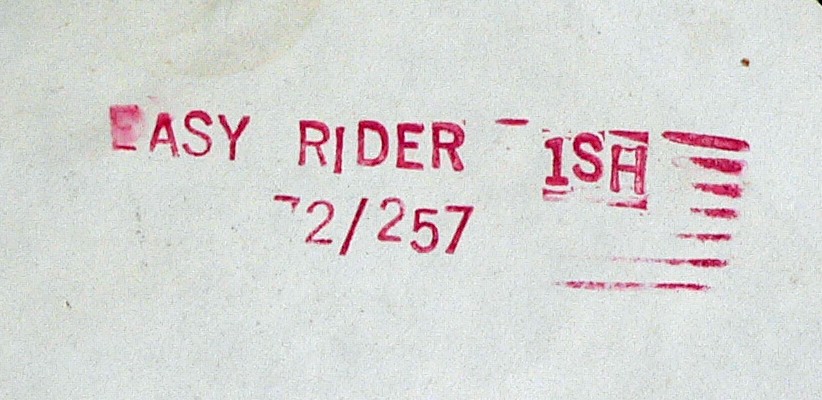 EASY RIDER - 1SH
72/257